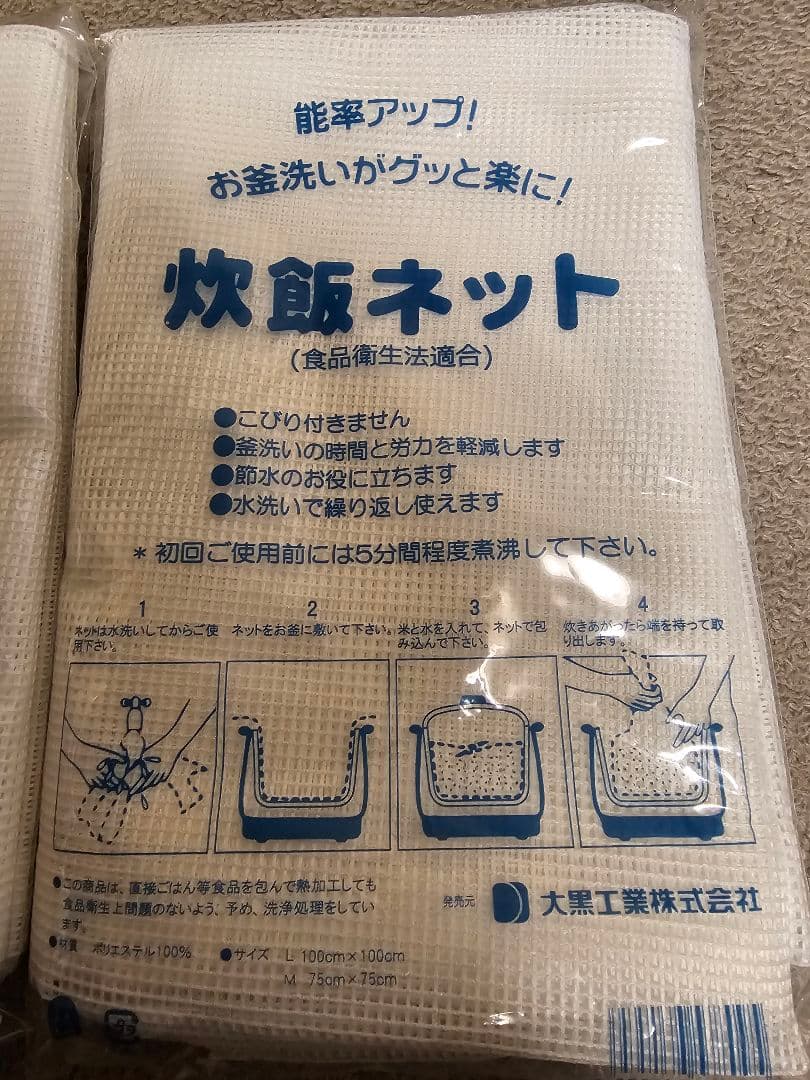 能率アップ!
お釜洗いがグッと楽に!
炊飯ネット
(食品衛生法適合)
●こびり付きません
●釜洗いの時間と労力を軽減します
●節水のお役に立ちます
●水洗いで繰り返し使えます
*初回ご使用前には5分間程度煮沸して下さい。
1
ネットは水洗いしてからご使
用下さい。
2
ネットをお釜に敷いて下さい。
3
米と水を入れて、ネットで包
み込んで下さい。
4
炊きあがったら端を持って取
り出します。
●この商品は、直接ごはん等食品を包んで熱加工しても
食品衛生上問題のないよう、予め、洗浄処理をしてい
ます。
●材質 ポリエステル100%
●サイズ L 100cm×100cm
M 75cm×75cm
発売元 大黒工業株式会社